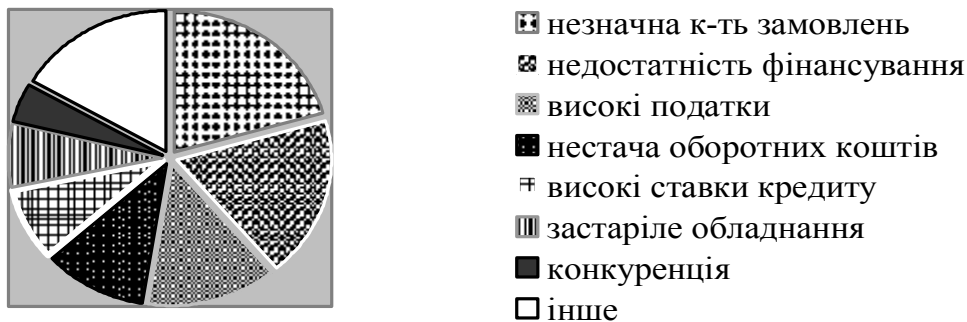 незначна к-ть замовлень
недостатність фінансування
високі податки
нестача оборотних коштів
високі ставки кредиту
застаріле обладнання
конкуренція
інше